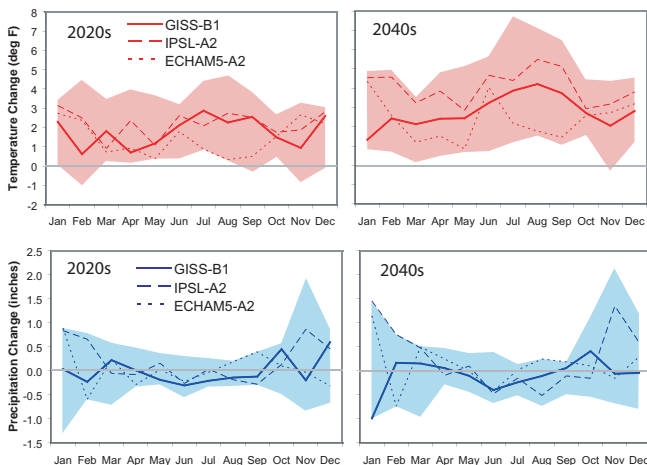 Temperature Change (deg F)
8
7
6
5
4
3
2
1
0
-1
-2
2020s
GISS-B1
IPSL-A2
ECHAM5-A2
2040s
Jan Feb Mar Apr May Jun Jul Aug Sep Oct Nov Dec
Jan Feb Mar Apr May Jun Jul Aug Sep Oct Nov Dec
Precipitation Change (inches)
2.5
2.0
1.5
1.0
0.5
0.0
-0.5
-1.0
-1.5
2020s
GISS-B1
IPSL-A2
ECHAM5-A2
2040s
Jan Feb Mar Apr May Jun Jul Aug Sep Oct Nov Dec
Jan Feb Mar Apr May Jun Jul Aug Sep Oct Nov Dec